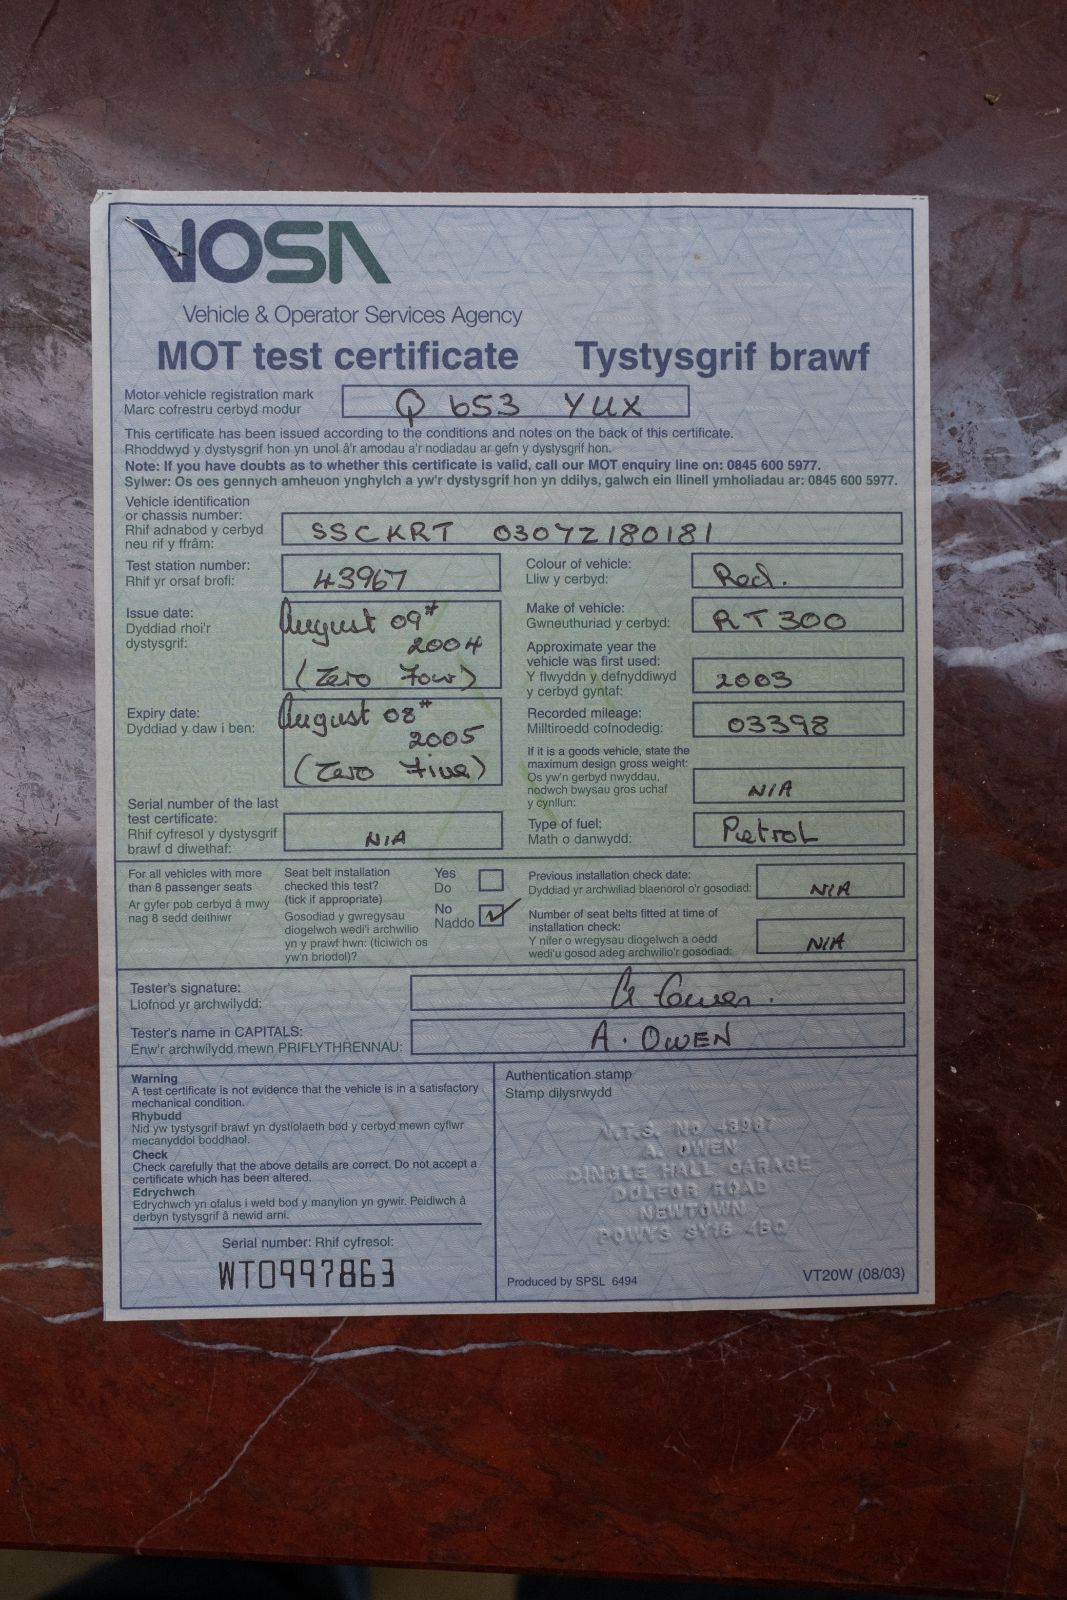 VOSA
Vehicle & Operator Services Agency
MOT test certificate Tystysgrif brawf
Motor vehicle registration mark
Marc cofrestru cerbyd modur
Q 653 YUX
This certificate has been issued according to the conditions and notes on the back of this certificate.
Rhoddwyd y dystysgrif hon yn unol â'r amodau a'r nodiadau ar gefn y dystysgrif hon.
Note: If you have doubts as to whether this certificate is valid, call our MOT enquiry line on: 0845 600 5977.
Sylwer: Os oes gennych amheuon ynghylch a yw'r dystysgrif hon yn ddilys, galwch ein llinell ymholiadau ar: 0845 600 5977.
Vehicle identification
or chassis number:
Rhif adnabod y cerbyd
neu rif y ffrâm:
SSCKRT 0304Z180181
Test station number:
Rhif yr orsaf brofi:
43967
Colour of vehicle:
Lliw y cerbyd:
Red.
Issue date:
Dyddiad rhoi'r
dystysgrif:
August 09th
2004
(Zero Four)
Make of vehicle:
Gwneuthuriad y cerbyd:
RT300
Approximate year the
vehicle was first used:
Y flwyddyn y defnyddiwyd
y cerbyd gyntaf:
2003
Expiry date:
Dyddiad y daw i ben:
August 08th
2005
(Zero Five)
Recorded mileage:
Milltiroedd cofnodedig:
03398
If it is a goods vehicle, state the
maximum design gross weight:
Os yw'n gerbyd nwyddau,
nodwch bwysau gros uchaf
y cynllun:
N/A
Serial number of the last
test certificate:
Rhif cyfresol y dystysgrif
brawf d diwethaf:
N/A
Type of fuel:
Math o danwydd:
Petrol
For all vehicles with more
than 8 passenger seats
Ar gyfer pob cerbyd â mwy
nag 8 sedd deithiwr
Seat belt installation
checked this test?
(tick if appropriate)
Gosodiad y gwregysau
diogelwch wedi'i archwilio
yn y prawf hwn: (ticiwich os
yw'n briodol)?
Yes
Do
No
Naddo
Previous installation check date:
Dyddiad yr archwiliad blaenorol o'r gosodiad:
N/A
Number of seat belts fitted at time of
installation check:
Y nifer o wregysau diogelwch a oedd
wedi'u gosod adeg archwilio'r gosodiad:
N/A
Tester's signature:
Llofnod yr archwilydd:
A Owen.
Tester's name in CAPITALS:
Enw'r archwilydd mewn PRIFLYTHRENNAU:
A. OWEN
Warning
A test certificate is not evidence that the vehicle is in a satisfactory
mechanical condition.
Rhybudd
Nid yw tystysgrif brawf yn dystiolaeth bod y cerbyd mewn cyflwr
mecanyddol boddhaol.
Check
Check carefully that the above details are correct. Do not accept a
certificate which has been altered.
Edrychwch
Edrychwch yn ofalus i weld bod y manylion yn gywir. Peidiwch â
derbyn tystysgrif â newid arni.
Serial number: Rhif cyfresol:
WT0997863
Authentication stamp
Stamp dilysrwydd
V.T.S. NO 43967
A. OWEN
DINGLE HALL GARAGE
DOLFOR ROAD
NEWTOWN
POWYS SY16 4BQ
Produced by SPSL 6494
VT20W (08/03)